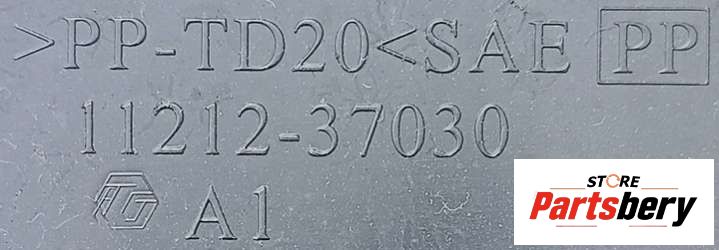 >PP-TD20<SAE PP
11212-37030
A1
STORE
Partsbery